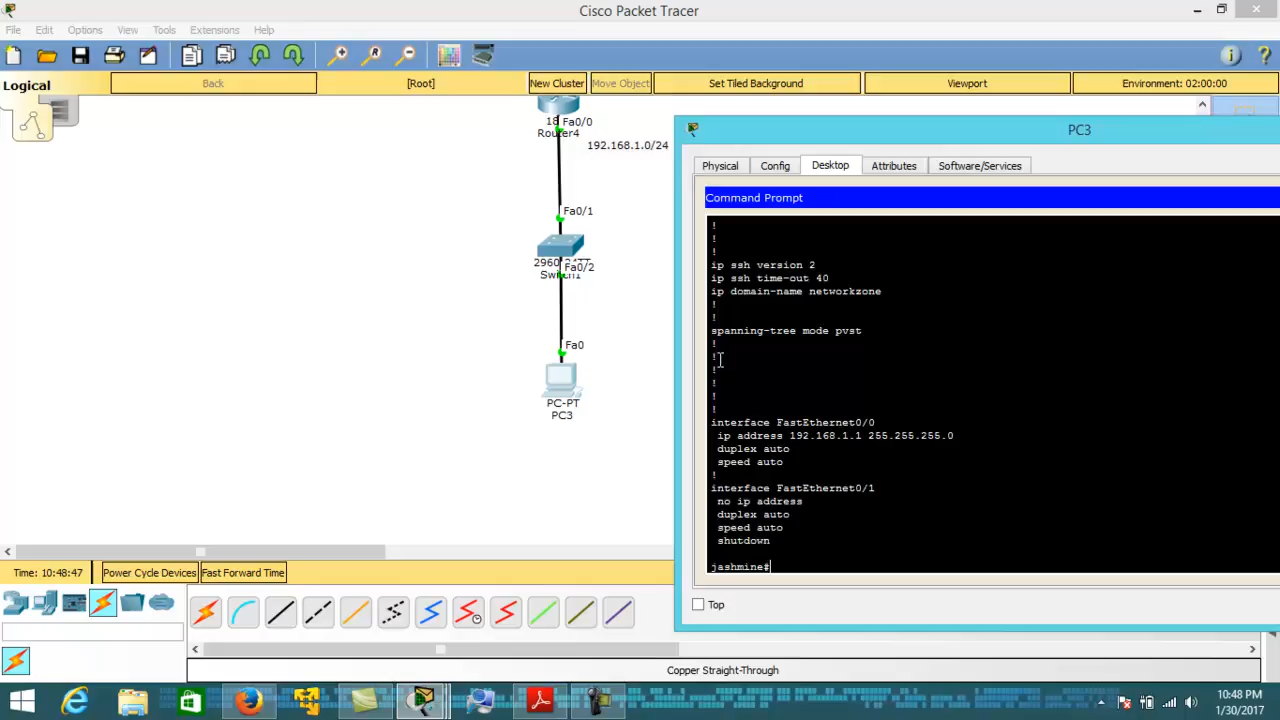 Cisco Packet Tracer
File Edit Options View Tools Extensions Help
Logical
Back
[Root]
New Cluster
Move Object
Set Tiled Background
Viewport
Environment: 02:00:00
18 Fa0/0
Router4
192.168.1.0/24
Fa0/1
Fa0/2
Switch1
Fa0
PC-PT
PC3
PC3
Physical
Config
Desktop
Attributes
Software/Services
Command Prompt
!
!
!
ip ssh version 2
ip ssh time-out 40
ip domain-name networkzone
!
!
spanning-tree mode pvst
!
!
!
!
!
!
interface FastEthernet0/0
ip address 192.168.1.1 255.255.255.0
duplex auto
speed auto
!
interface FastEthernet0/1
no ip address
duplex auto
speed auto
shutdown
jashmine#
Top
Time: 10:48:47
Power Cycle Devices
Fast Forward Time
Copper Straight-Through
10:48 PM
1/30/2017